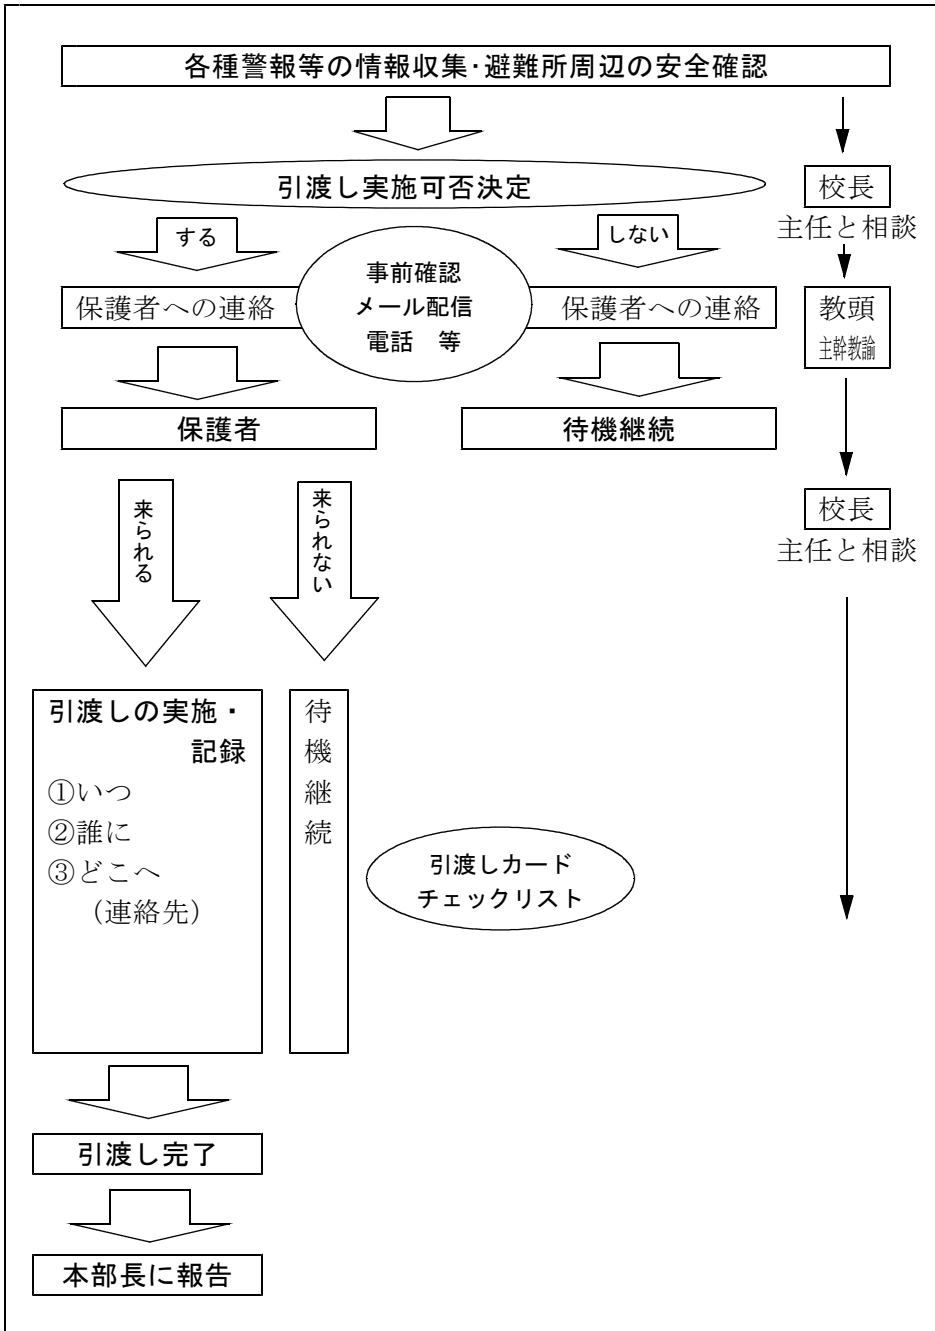 各種警報等の情報収集・避難所周辺の安全確認
引渡し実施可否決定
校長
主任と相談
する
しない
事前確認
メール配信
電話　等
保護者への連絡
保護者への連絡
教頭
主幹教諭
保護者
待機継続
来られる
来られない
校長
主任と相談
引渡しの実施・
記録
①いつ
②誰に
③どこへ
（連絡先）
待機継続
引渡しカード
チェックリスト
引渡し完了
本部長に報告